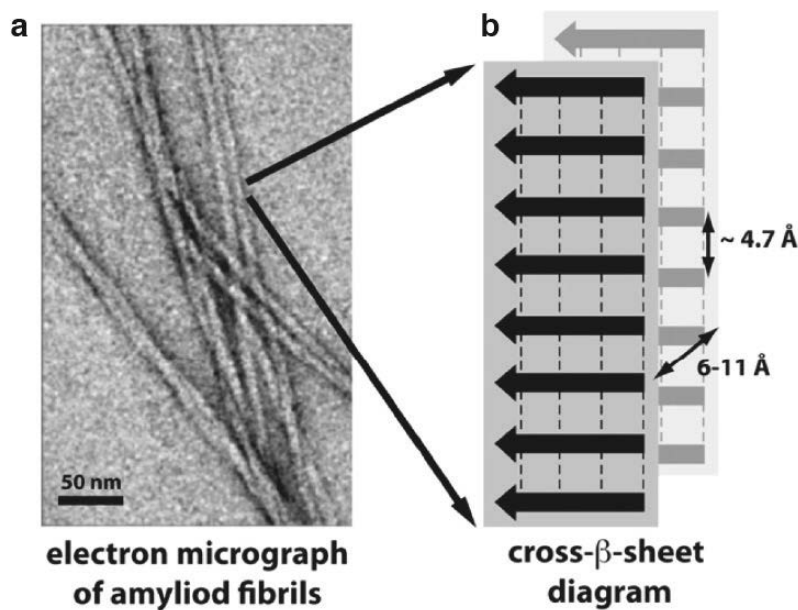 a
b
~ 4.7 Å
6-11 Å
50 nm
electron micrograph
of amyliod fibrils
cross-β-sheet
diagram